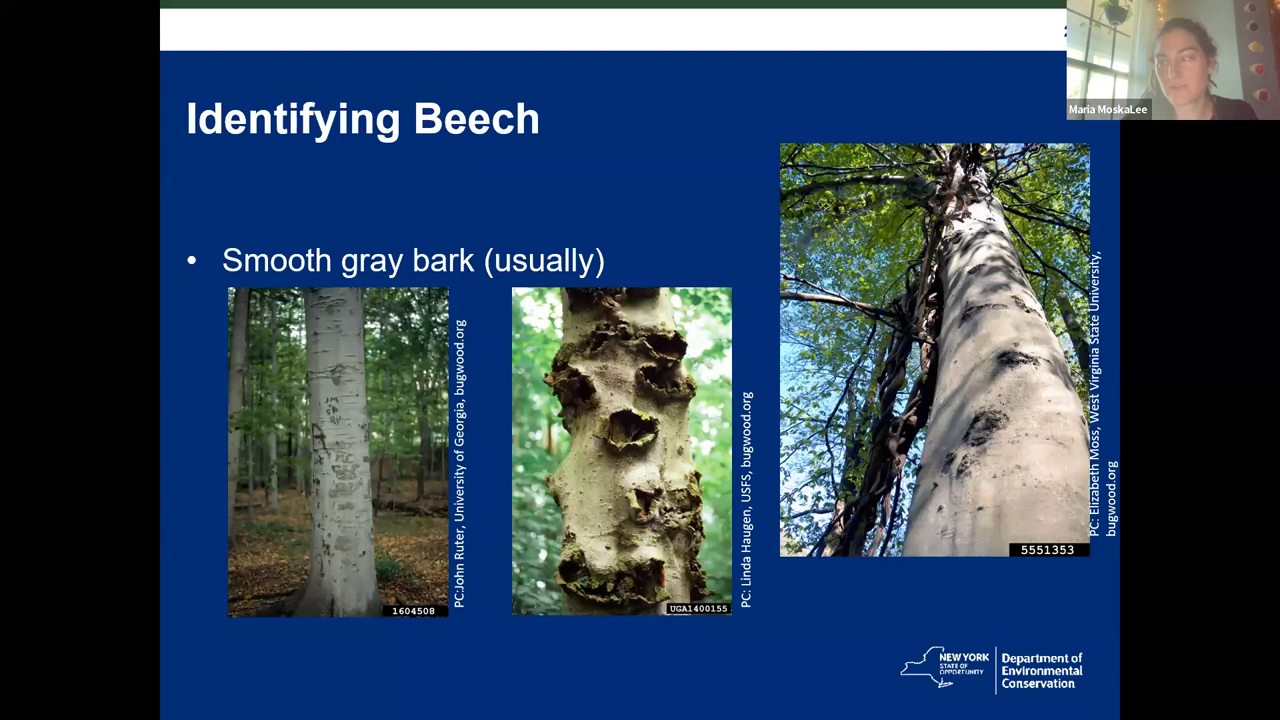 Maria MoskaLee
Identifying Beech
• Smooth gray bark (usually)
PC:John Ruter, University of Georgia, bugwood.org
1604508
PC: Linda Haugen, USFS, bugwood.org
UGA1400155
PC: Elizabeth Moss, West Virginia State University,
bugwood.org
5551353
NEW YORK
STATE OF
OPPORTUNITY
Department of
Environmental
Conservation